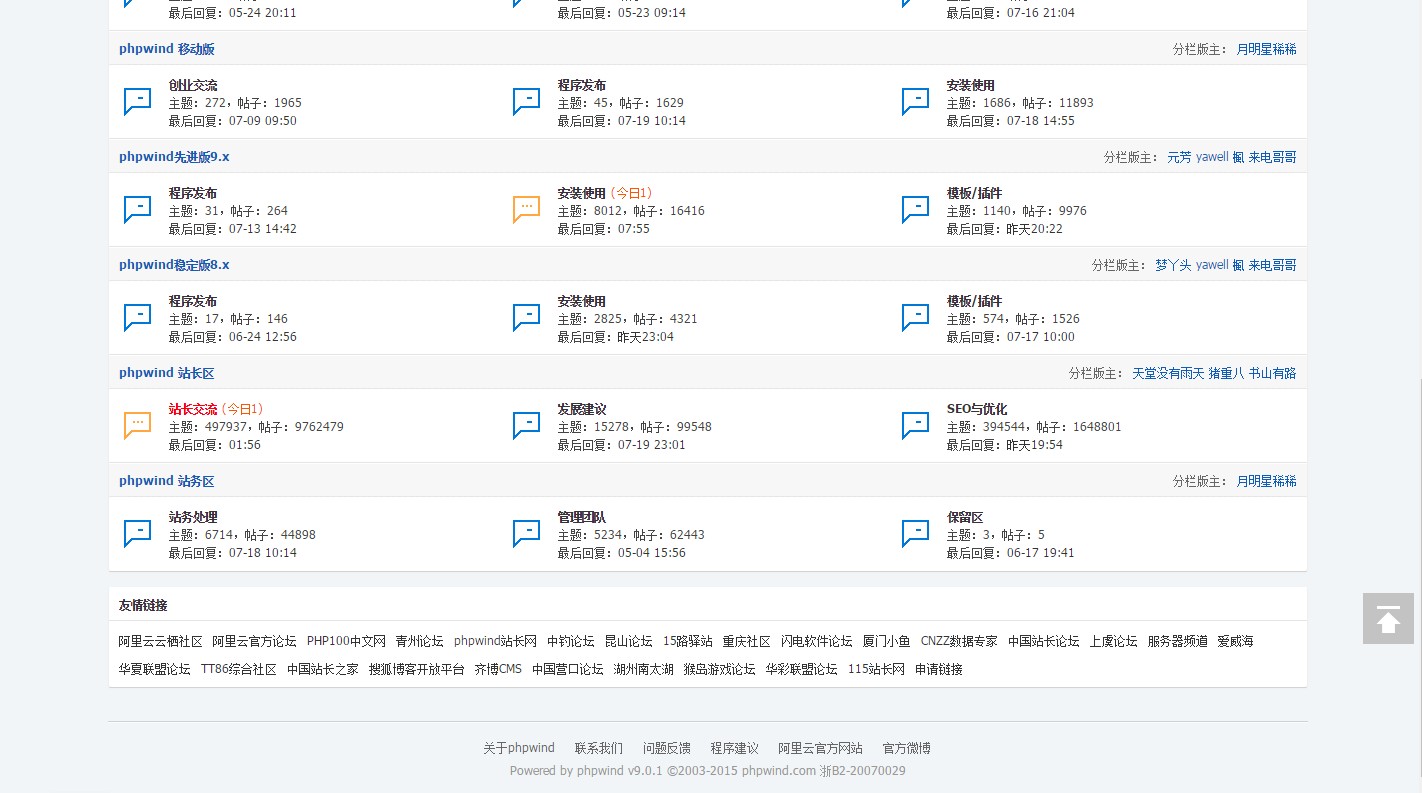 最后回复：05-24 20:11 最后回复：05-23 09:14 最后回复：07-16 21:04
phpwind 移动版 分栏版主： 月明星稀稀
创业交流 程序发布 安装使用
主题：272，帖子：1965 主题：45，帖子：1629 主题：1686，帖子：11893
最后回复：07-09 09:50 最后回复：07-19 10:14 最后回复：07-18 14:55
phpwind先进版9.x 分栏版主： 元芳 yawell 楓 来电哥哥
程序发布 安装使用（今日1） 模板/插件
主题：31，帖子：264 主题：8012，帖子：16416 主题：1140，帖子：9976
最后回复：07-13 14:42 最后回复：07:55 最后回复：昨天20:22
phpwind稳定版8.x 分栏版主： 梦丫头 yawell 楓 来电哥哥
程序发布 安装使用 模板/插件
主题：17，帖子：146 主题：2825，帖子：4321 主题：574，帖子：1526
最后回复：06-24 12:56 最后回复：昨天23:04 最后回复：07-17 10:00
phpwind 站长区 分栏版主： 天堂没有雨天 猪重八 书山有路
站长交流（今日1） 发展建议 SEO与优化
主题：497937，帖子：9762479 主题：15278，帖子：99548 主题：394544，帖子：1648801
最后回复：01:56 最后回复：07-19 23:01 最后回复：昨天19:54
phpwind 站务区 分栏版主： 月明星稀稀
站务处理 管理团队 保留区
主题：6714，帖子：44898 主题：5234，帖子：62443 主题：3，帖子：5
最后回复：07-18 10:14 最后回复：05-04 15:56 最后回复：06-17 19:41
友情链接
阿里云云栖社区 阿里云官方论坛 PHP100中文网 青州论坛 phpwind站长网 中钓论坛 昆山论坛 15路驿站 重庆社区 闪电软件论坛 厦门小鱼 CNZZ数据专家 中国站长论坛 上虞论坛 服务器频道 爱威海
华夏联盟论坛 TT86综合社区 中国站长之家 搜狐博客开放平台 齐博CMS 中国营口论坛 湖州南太湖 猴岛游戏论坛 华彩联盟论坛 115站长网 申请链接
关于phpwind 联系我们 问题反馈 程序建议 阿里云官方网站 官方微博
Powered by phpwind v9.0.1 ©2003-2015 phpwind.com 浙B2-20070029